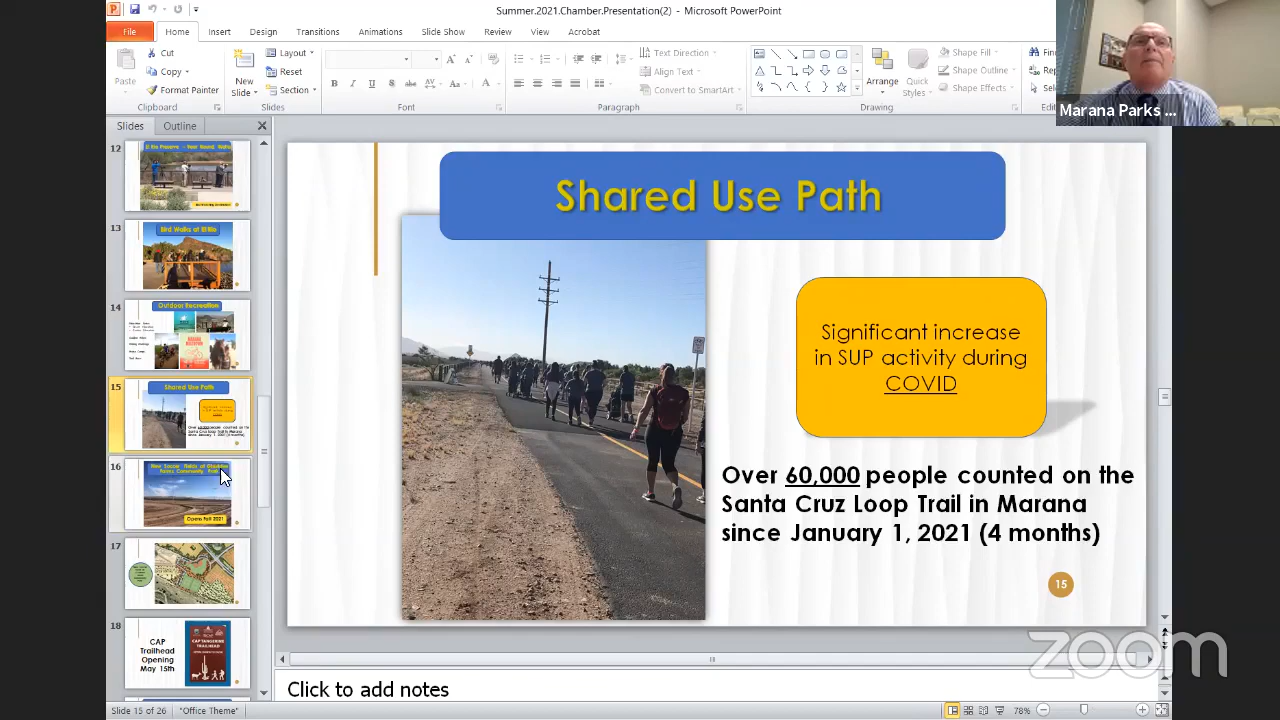 Summer.2021.Chamber.Presentation(2) - Microsoft PowerPoint
File Home Insert Design Transitions Animations Slide Show Review View Acrobat
Cut
Copy
Format Painter
Paste
Clipboard
New
Slide
Layout
Reset
Section
Slides
Font
Text Direction
Align Text
Convert to SmartArt
Paragraph
Arrange
Quick
Styles
Shape Fill
Shape Outline
Shape Effects
Drawing
Marana Parks ...
Slides Outline
12
13
Bird Walks at El Rio
14
Outdoor Recreation
15
Shared Use Path
16
Opens Fall 2021
17
18
CAP
Trailhead
Opening
May 15th
CAP TANGERINE
TRAILHEAD
Shared Use Path
Significant increase
in SUP activity during
COVID
Over 60,000 people counted on the
Santa Cruz Loop Trail in Marana
since January 1, 2021 (4 months)
15
zoom
Click to add notes
Slide 15 of 26 "Office Theme" 78%